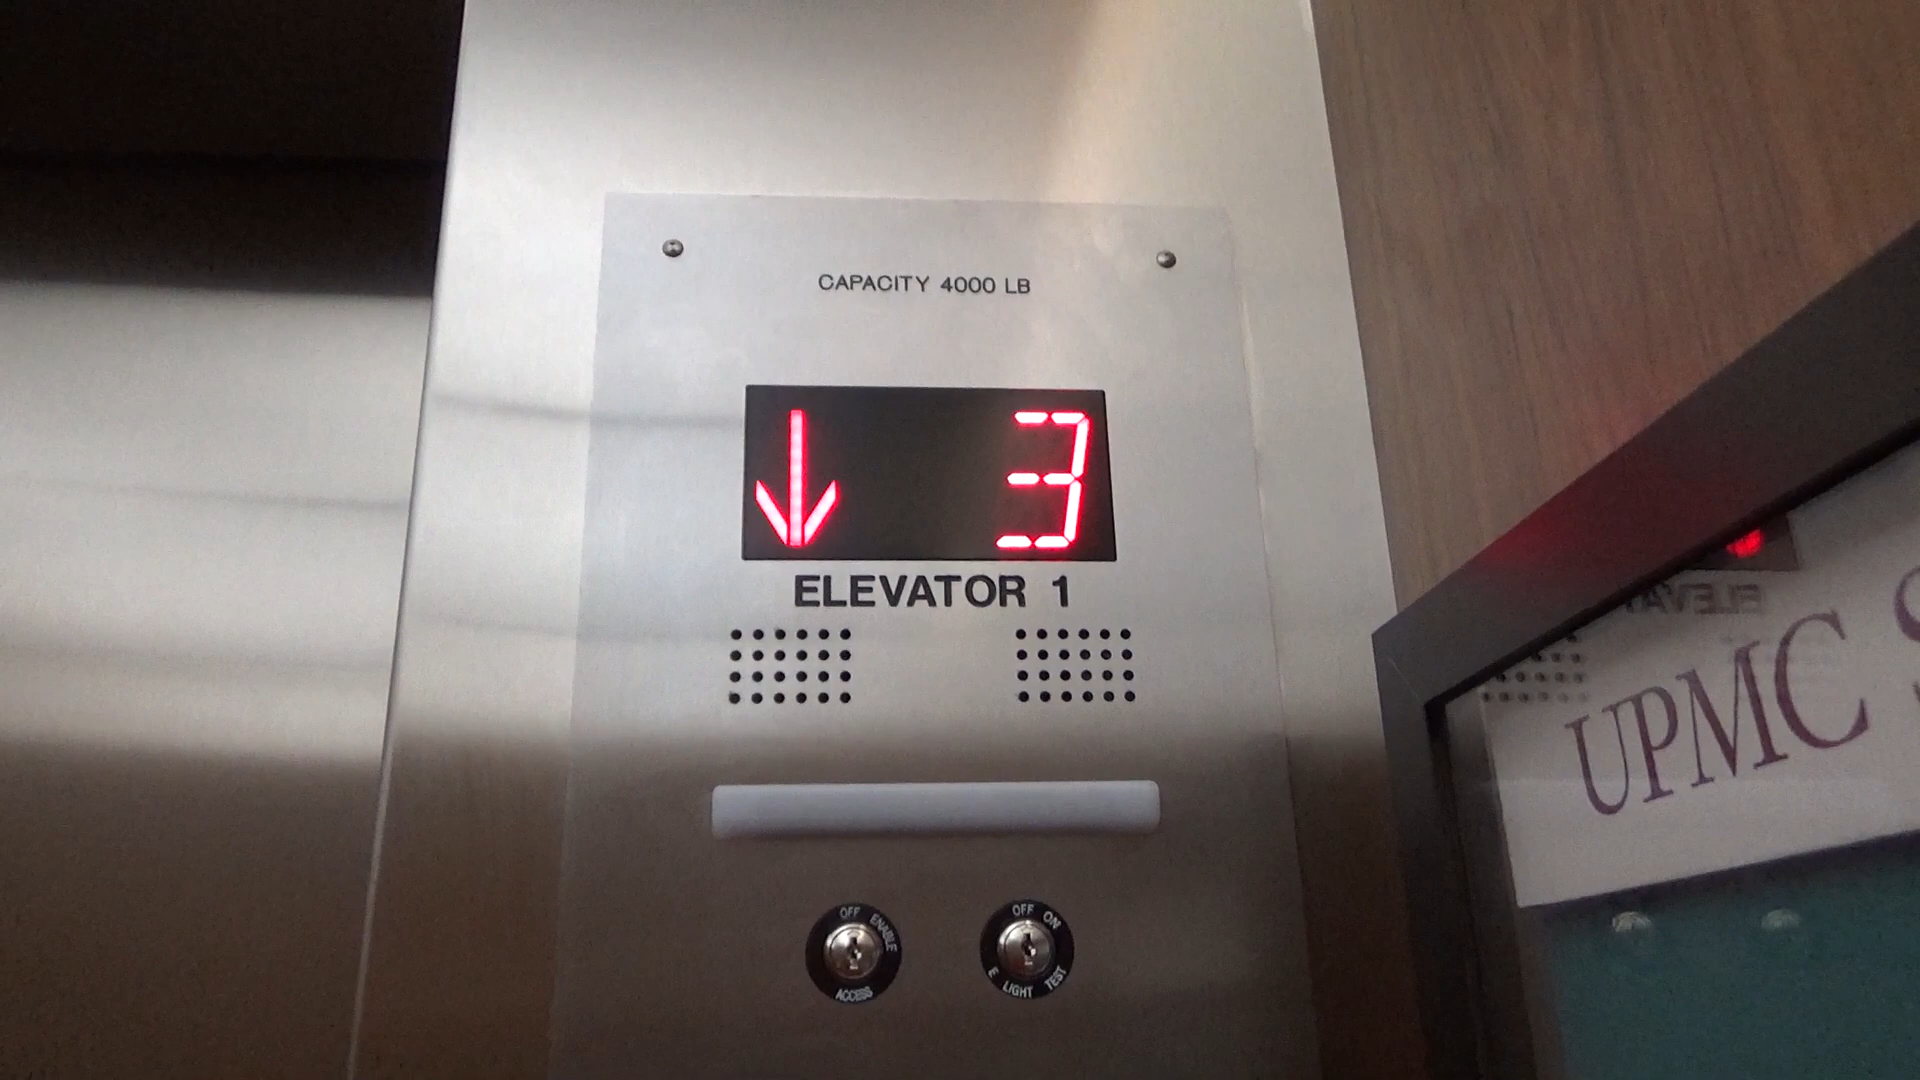 CAPACITY 4000 LB
↓ 3
ELEVATOR 1
UPMC
OFF ENABLE
ACCESS
OFF ON
E LIGHT TEST